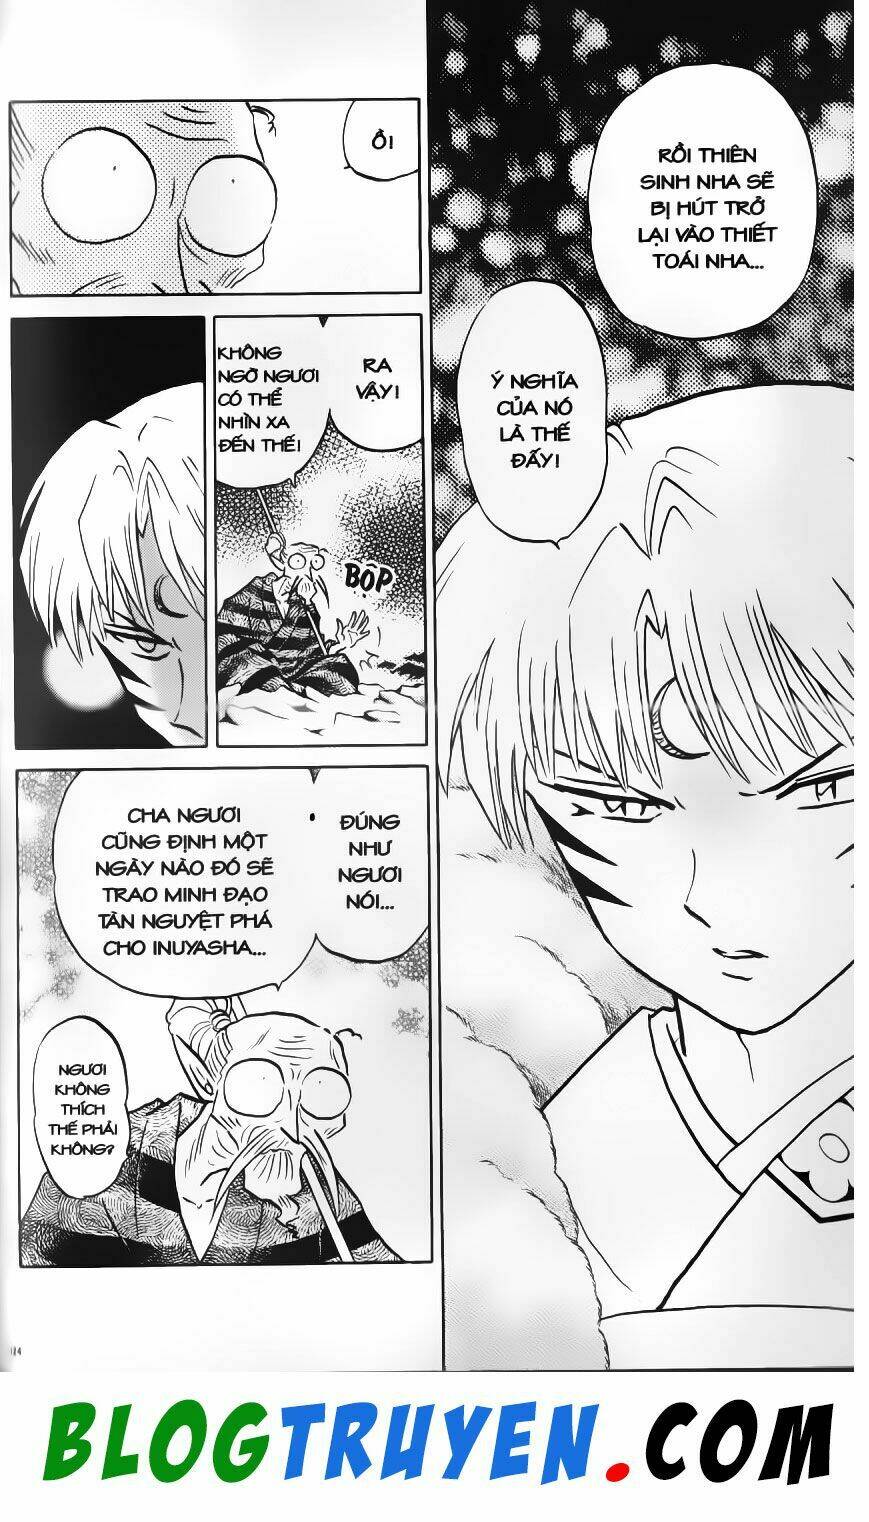 RỒI THIÊN
SINH NHA SẼ
BỊ HÚT TRỞ
LẠI VÀO THIẾT
TOÁI NHA...
Ý NGHĨA
CỦA NÓ
LÀ THẾ
ĐẤY!
ỒI
RA
VẬY!
KHÔNG
NGỜ NGƯƠI
CÓ THỂ
NHÌN XA
ĐẾN THẾ!
BỘP
ĐÚNG
NHƯ
NGƯƠI
NÓI...
CHA NGƯƠI
CŨNG ĐỊNH MỘT
NGÀY NÀO ĐÓ SẼ
TRAO MINH ĐẠO
TÀN NGUYỆT PHÁ
CHO INUYASHA...
NGƯƠI
KHÔNG
THÍCH
THẾ PHẢI
KHÔNG?
BLOGTRUYEN.COM